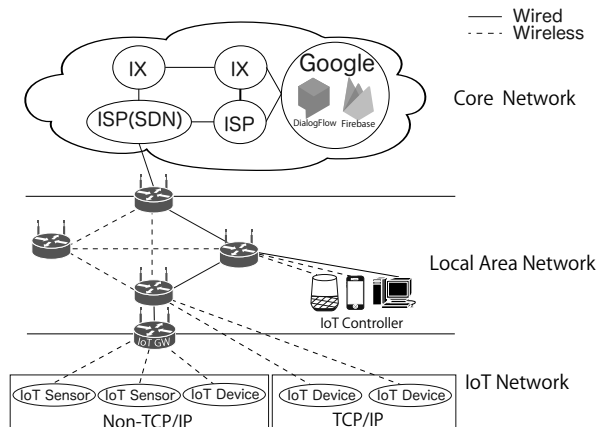 Wired
Wireless
IX
IX
Google
DialogFlow
Firebase
ISP(SDN)
ISP
Core Network
Local Area Network
IoT Controller
IoT GW
IoT Network
IoT Sensor
IoT Sensor
IoT Device
IoT Device
IoT Device
Non-TCP/IP
TCP/IP